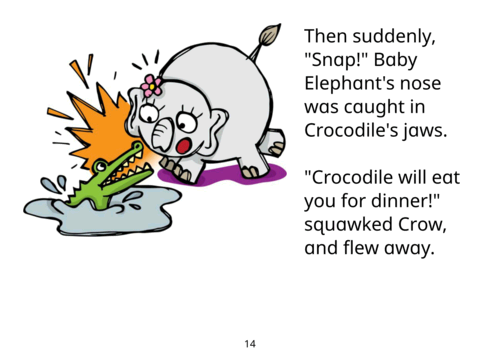 Then suddenly,
"Snap!" Baby
Elephant's nose
was caught in
Crocodile's jaws.
"Crocodile will eat
you for dinner!"
squawked Crow,
and flew away.
14